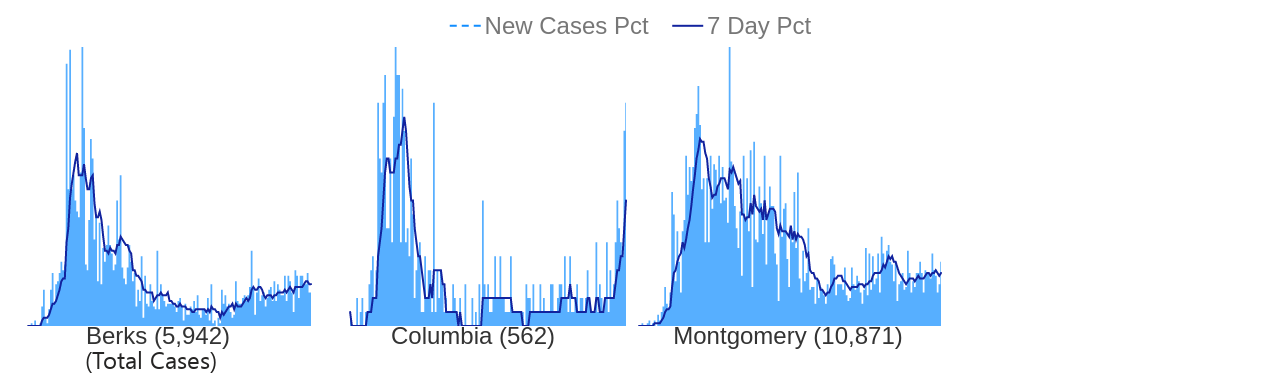 New Cases Pct 7 Day Pct
Berks (5,942) Columbia (562) Montgomery (10,871)
(Total Cases)